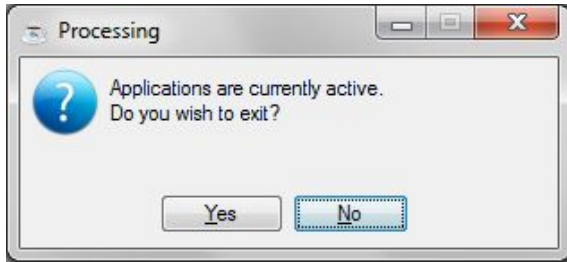 Processing
Applications are currently active.
Do you wish to exit?
Yes
No